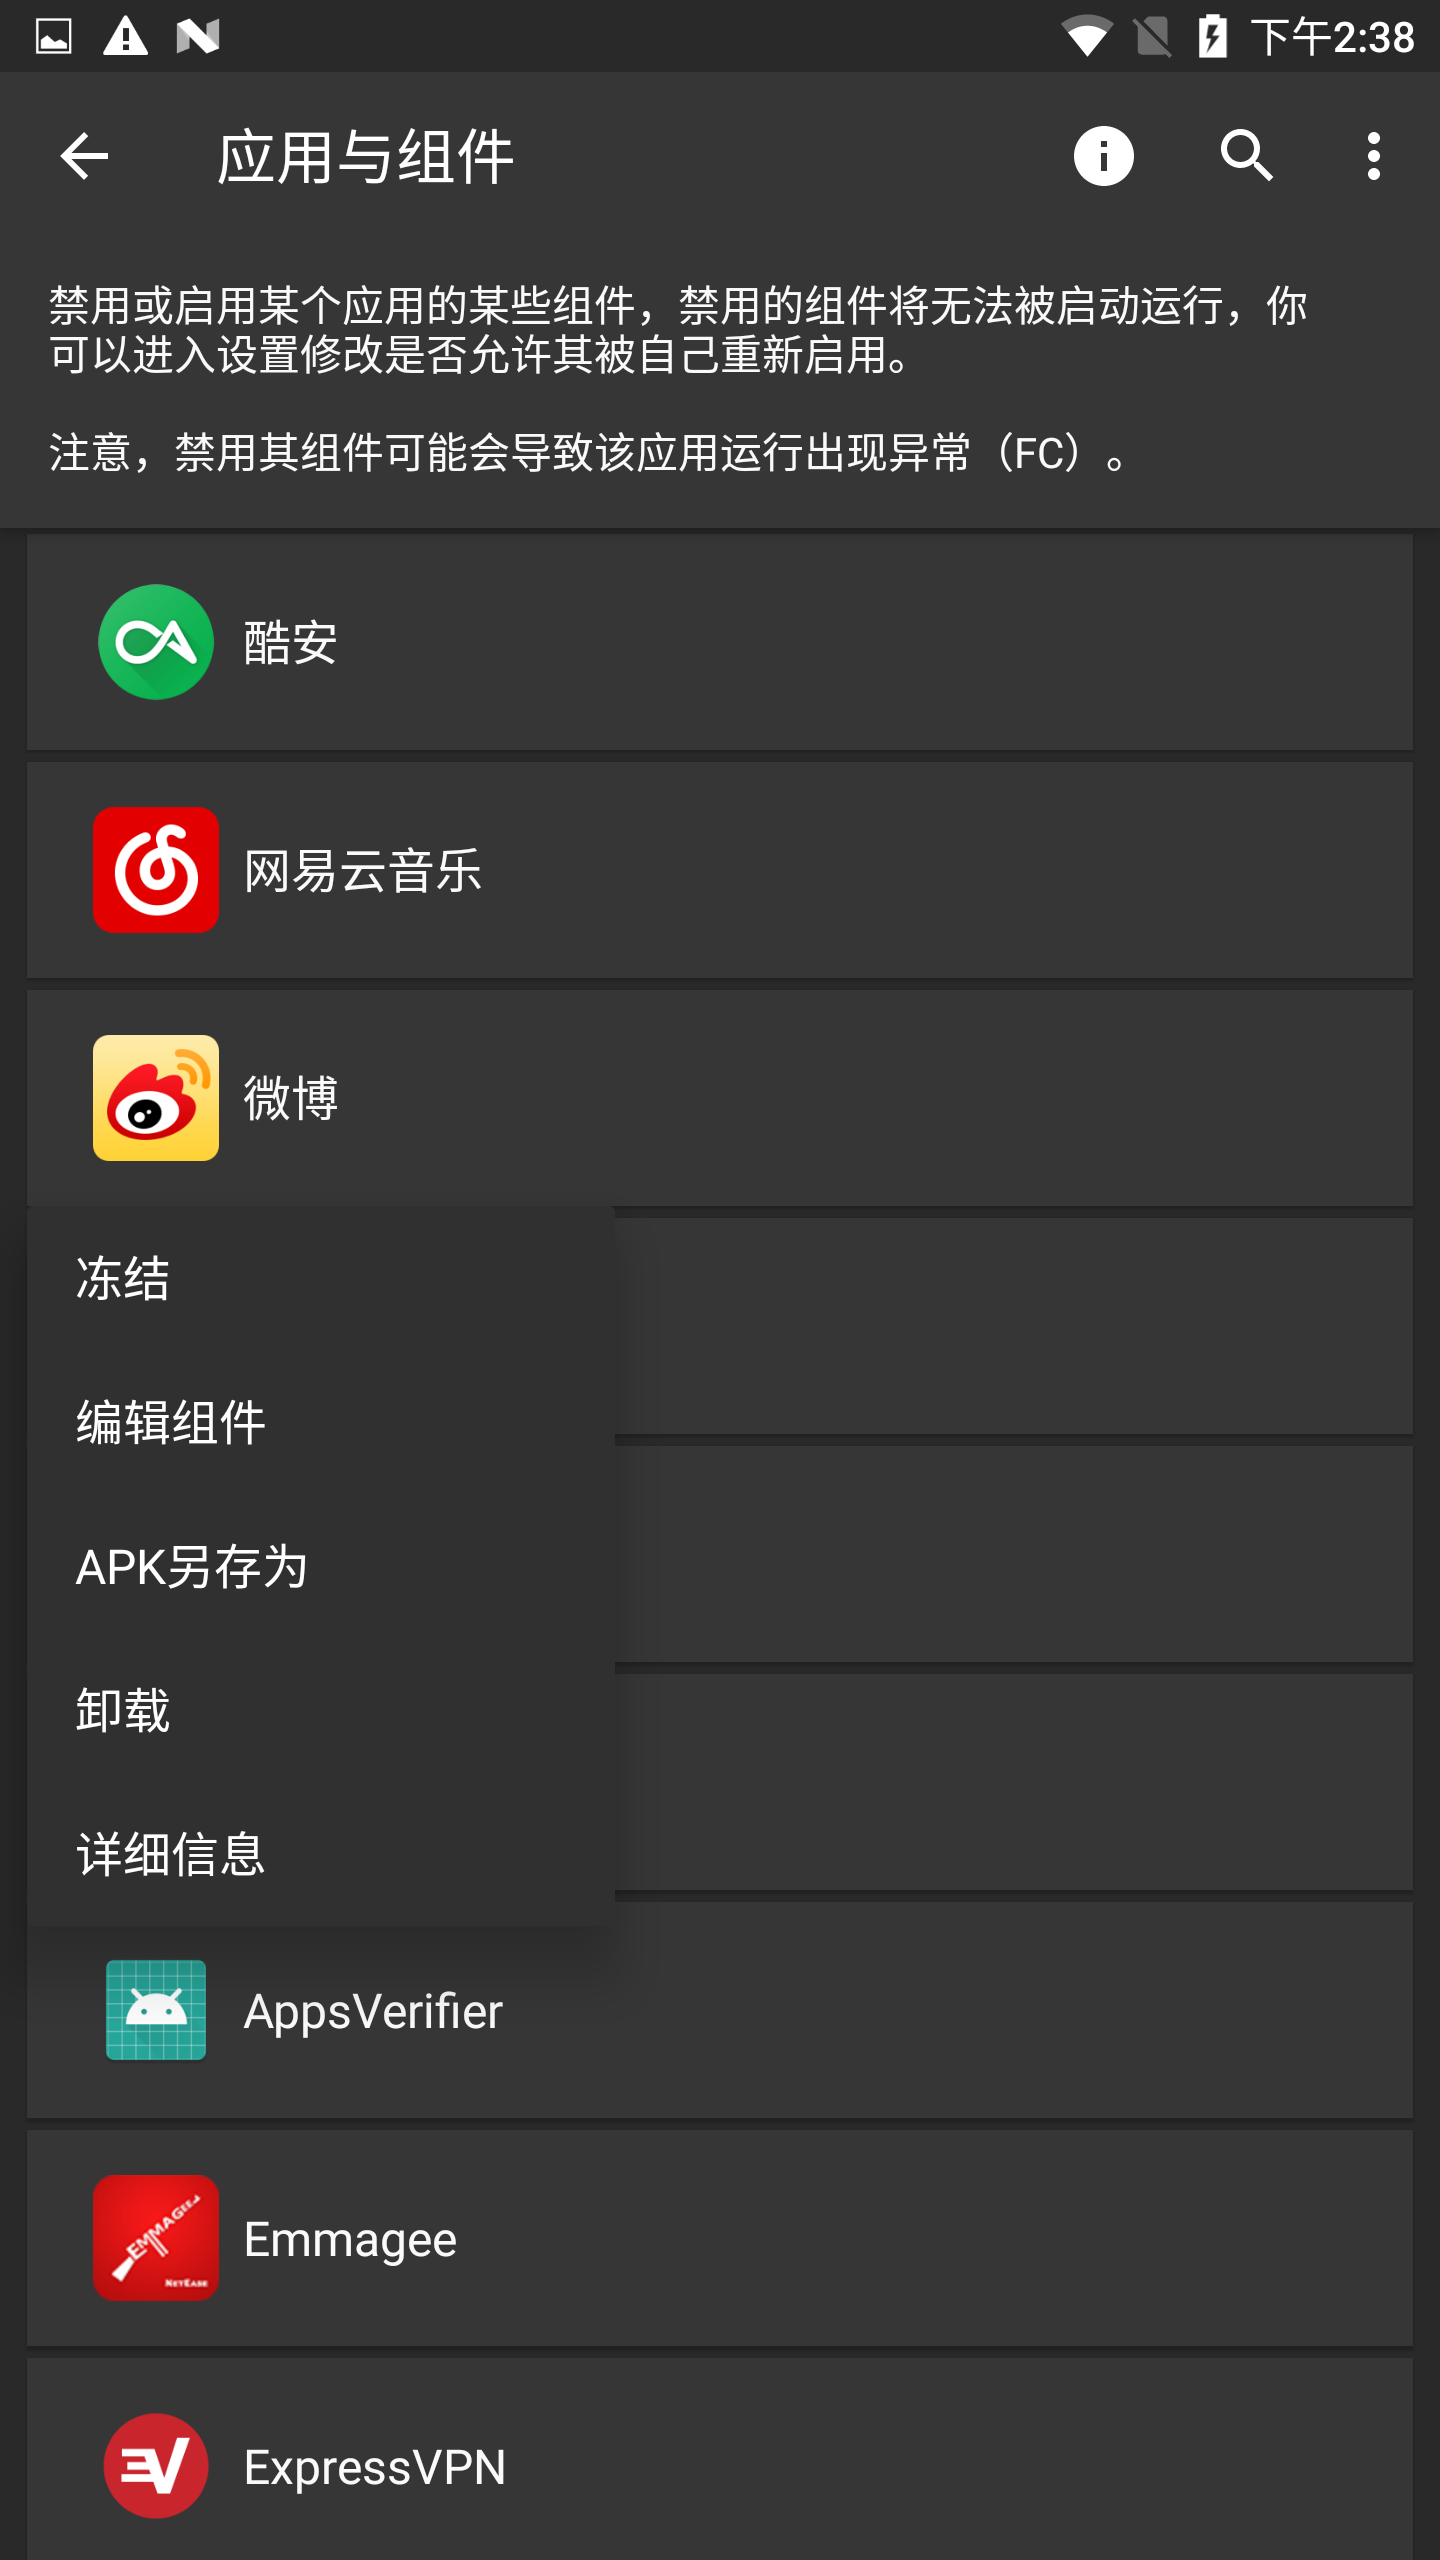 下午2:38
应用与组件
禁用或启用某个应用的某些组件，禁用的组件将无法被启动运行，你
可以进入设置修改是否允许其被自己重新启用。
注意，禁用其组件可能会导致该应用运行出现异常（FC）。
酷安
网易云音乐
微博
冻结
编辑组件
APK另存为
卸载
详细信息
AppsVerifier
EMMAGEE
NETEASE
Emmagee
EV
ExpressVPN